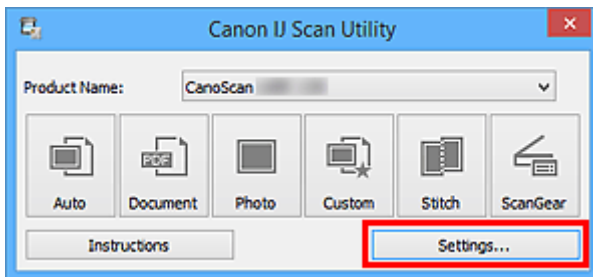 Canon IJ Scan Utility
Product Name: CanoScan
PDF
Auto Document Photo Custom Stitch ScanGear
Instructions Settings...